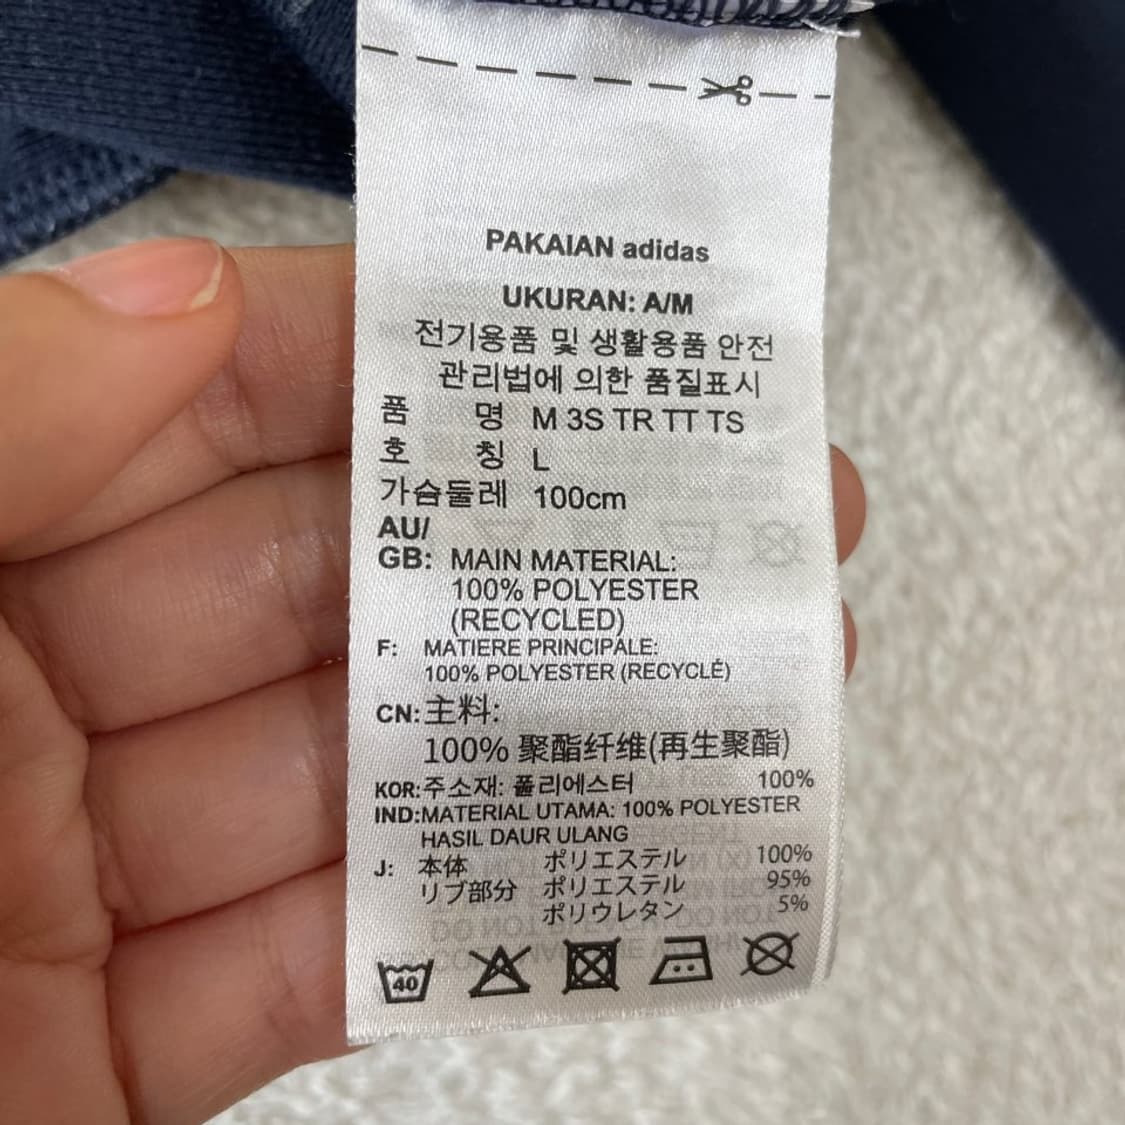 PAKAIAN adidas
UKURAN: A/M
전기용품 및 생활용품 안전
관리법에 의한 품질표시
품 명 M 3S TR TT TS
호 칭 L
가슴둘레 100cm
AU/
GB: MAIN MATERIAL:
100% POLYESTER
(RECYCLED)
F: MATIERE PRINCIPALE:
100% POLYESTER (RECYCLÉ)
CN: 主料:
100% 聚酯纤维(再生聚酯)
KOR: 주소재: 폴리에스터 100%
IND: MATERIAL UTAMA: 100% POLYESTER
HASIL DAUR ULANG
J: 本体 ポリエステル 100%
リブ部分 ポリエステル 95%
ポリウレタン 5%
40